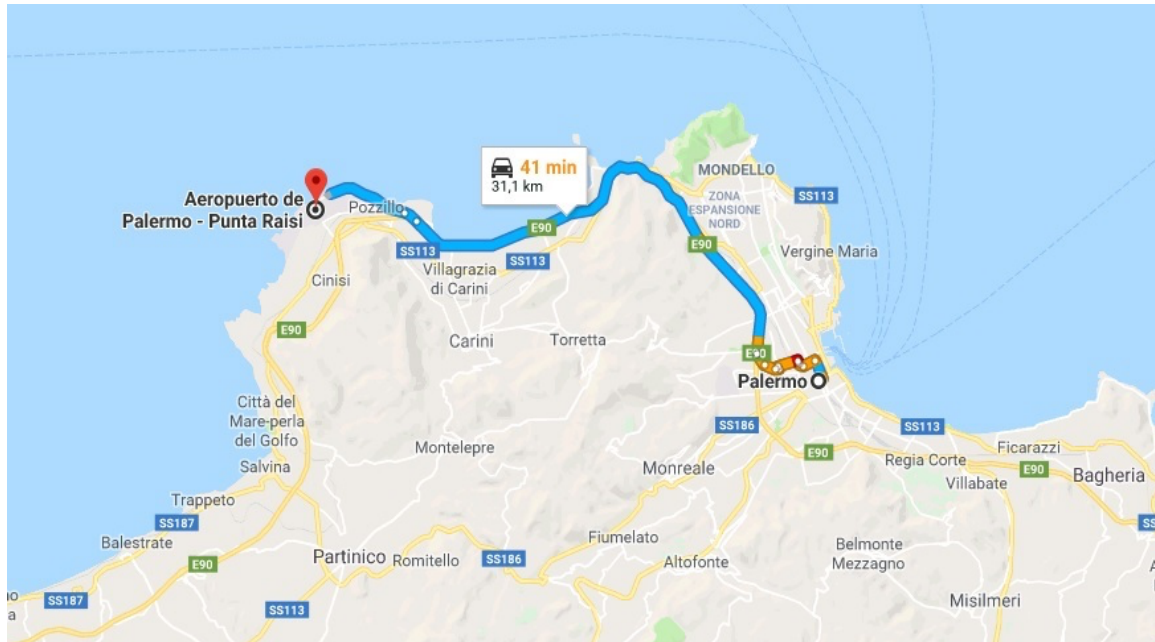 MONDELLO
41 min
31,1 km
Aeropuerto de
Palermo - Punta Raisi
Pozzillo
ZONA
ESPANSIONE
NORD
SS113
E90
E90
SS113
SS113
Vergine Maria
Villagrazia
di Carini
Cinisi
E90
Carini
Torretta
E90
Palermo
Città del
Mare-perla
del Golfo
SS186
SS113
Montelepre
Salvina
Monreale
E90
Regia Corte
Ficarazzi
E90
Bagheria
Villabate
Trappeto
SS187
Balestrate
Fiumelato
Partinico
Romitello
SS186
Altofonte
Belmonte
Mezzagno
E90
SS187
SS113
Misilmeri